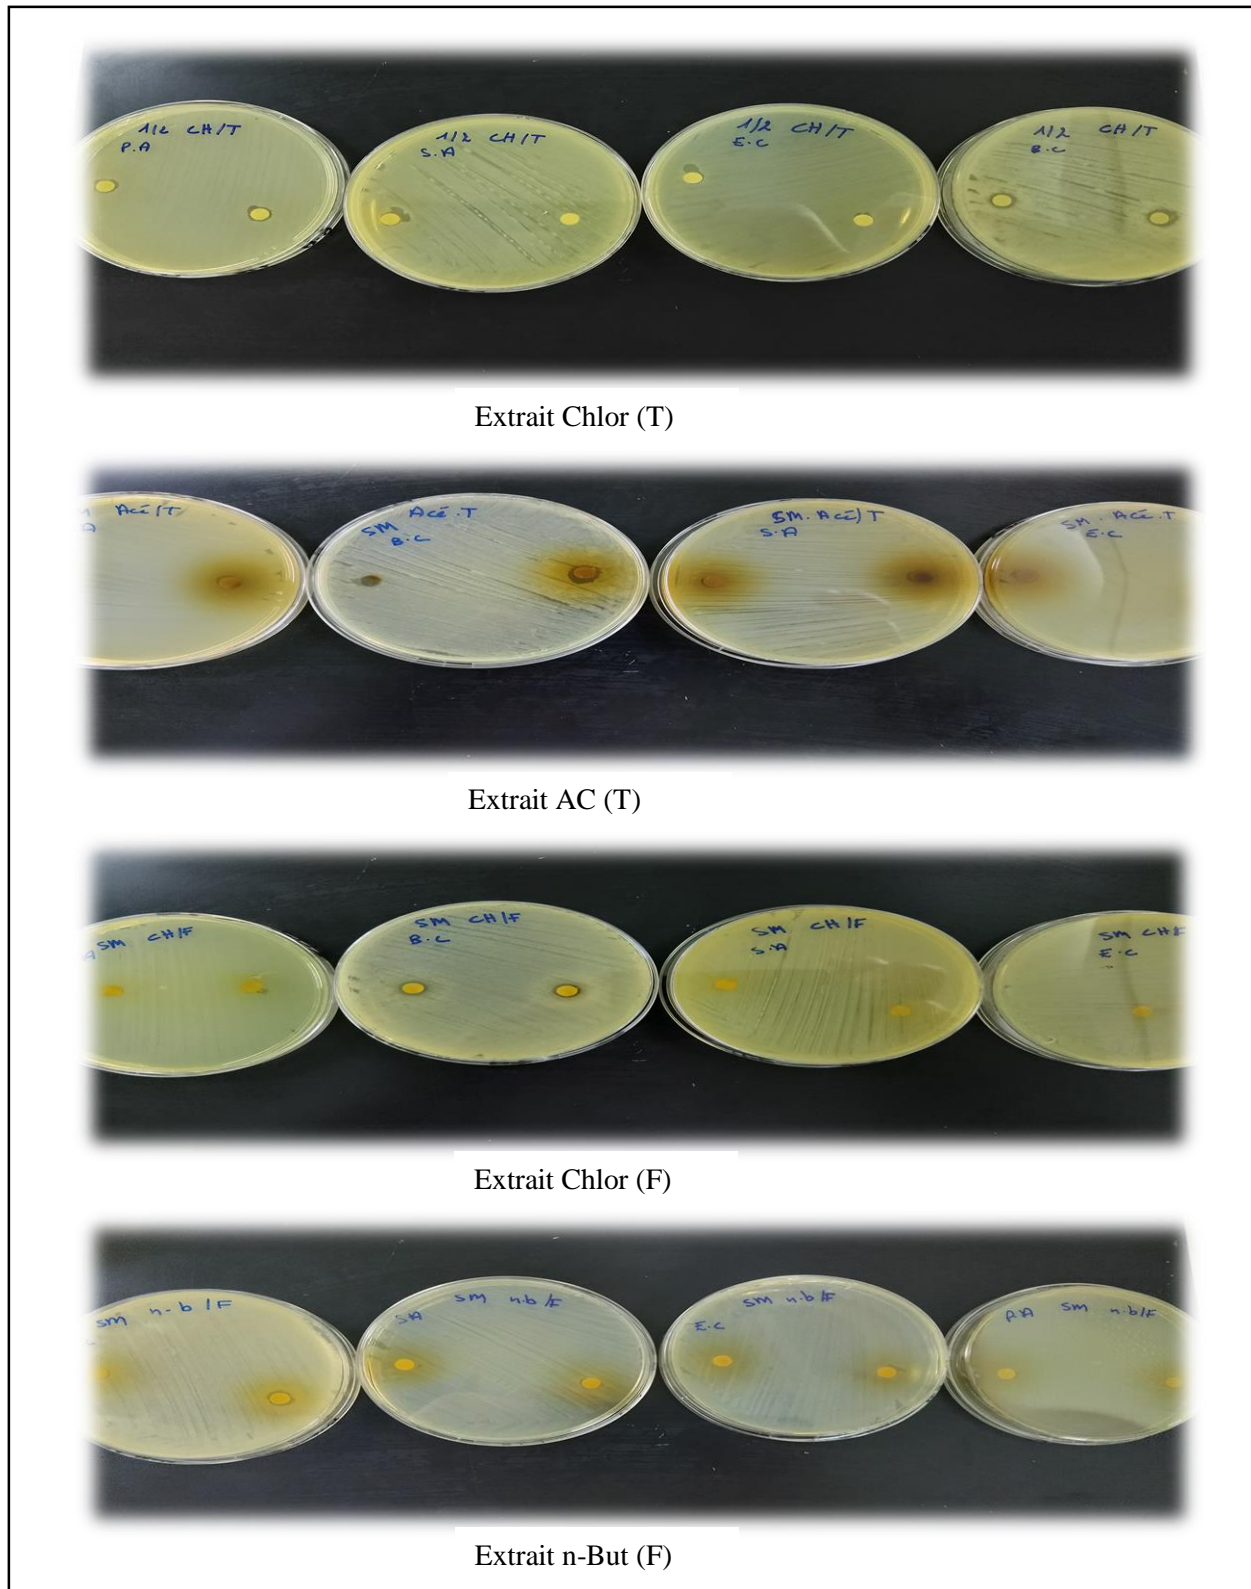 1/2 CH/T
P.A
1/2 CH/T
S.A
1/2 CH/T
E.C
1/2 CH/T
B.C
Extrait Chlor (T)
Acé/T
A
SM Acé.T
B.C
SM.Acé/T
S.A
SM.Acé.T
E.C
Extrait AC (T)
SM CH/F
A
SM CH/F
B.C
SM CH/F
S.A
SM CH/F
E.C
Extrait Chlor (F)
SM n-b/F
SM n.b/F
S.A
SM n.b/F
E.C
P.A SM n.b/F
Extrait n-But (F)